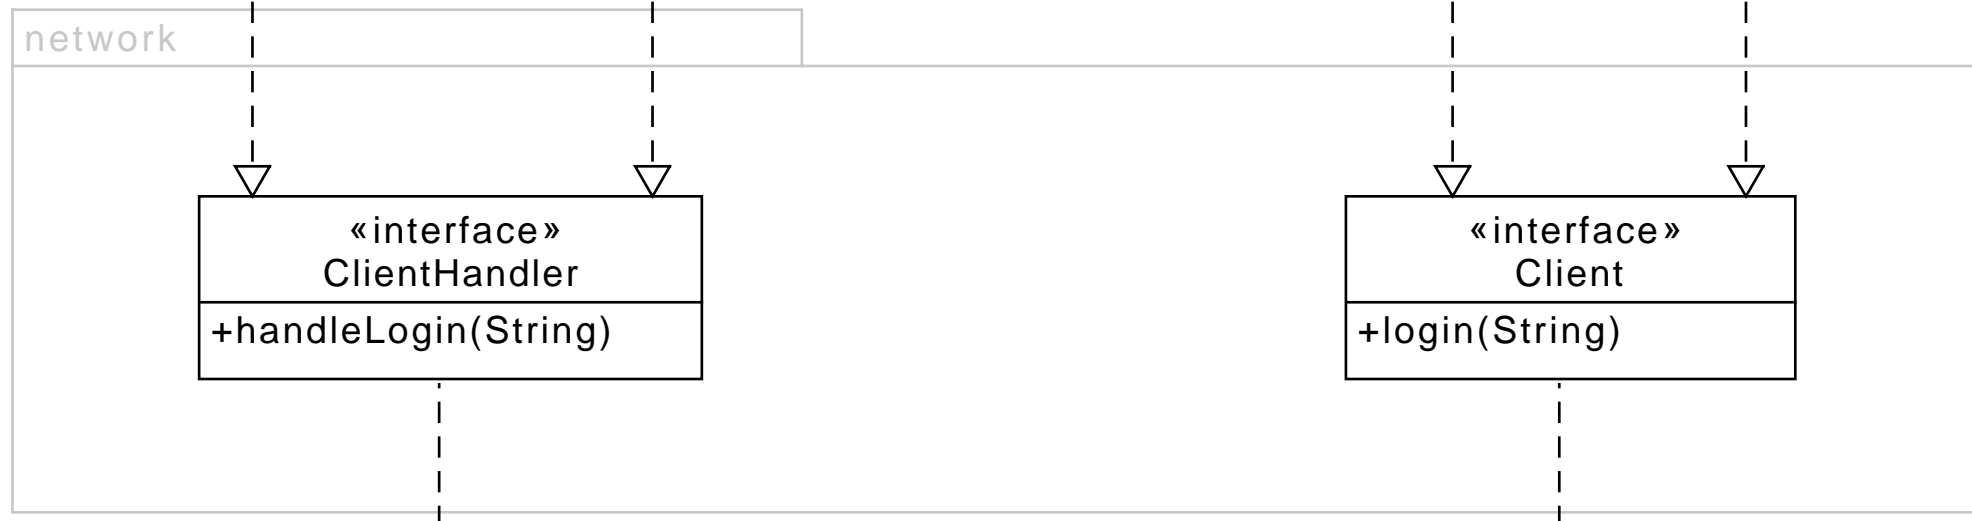 network
«interface»
ClientHandler
+handleLogin(String)
«interface»
Client
+login(String)